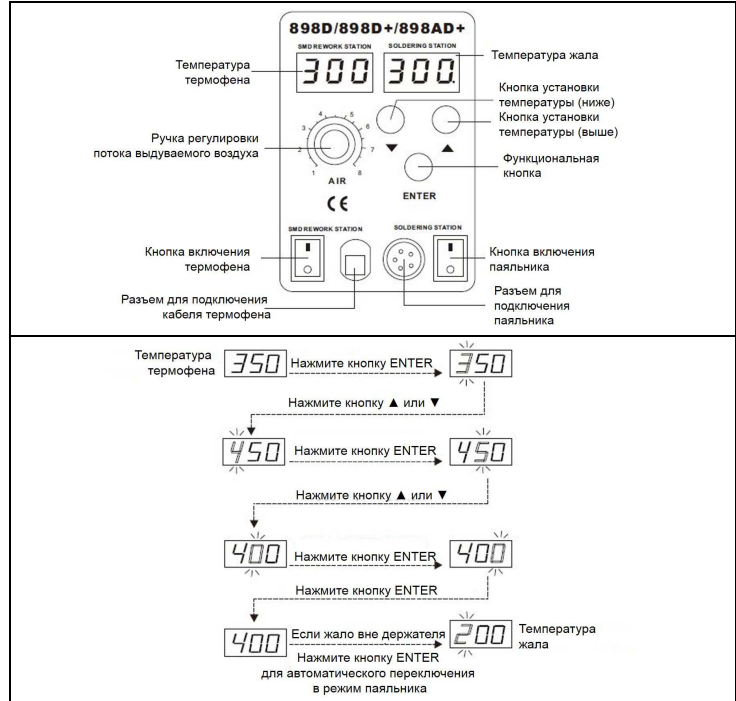 898D/898D+/898AD+
SMD REWORK STATION
SOLDERING STATION
300
300.
Температура
термофена
Температура жала
Кнопка установки
температуры (ниже)
Кнопка установки
температуры (выше)
Ручка регулировки
потока выдуваемого воздуха
1 2 3 4 5 6 7 8
AIR
▼ ▲
Функциональная
кнопка
ENTER
CE
SMD REWORK STATION
SOLDERING STATION
Кнопка включения
термофена
Кнопка включения
паяльника
Разъем для подключения
кабеля термофена
Разъем для
подключения
паяльника
Температура
термофена
350
Нажмите кнопку ENTER
350
Нажмите кнопку ▲ или ▼
450
Нажмите кнопку ENTER
450
Нажмите кнопку ▲ или ▼
400
Нажмите кнопку ENTER
400
Нажмите кнопку ENTER
400
Если жало вне держателя
200
Температура
жала
Нажмите кнопку ENTER
для автоматического переключения
в режим паяльника